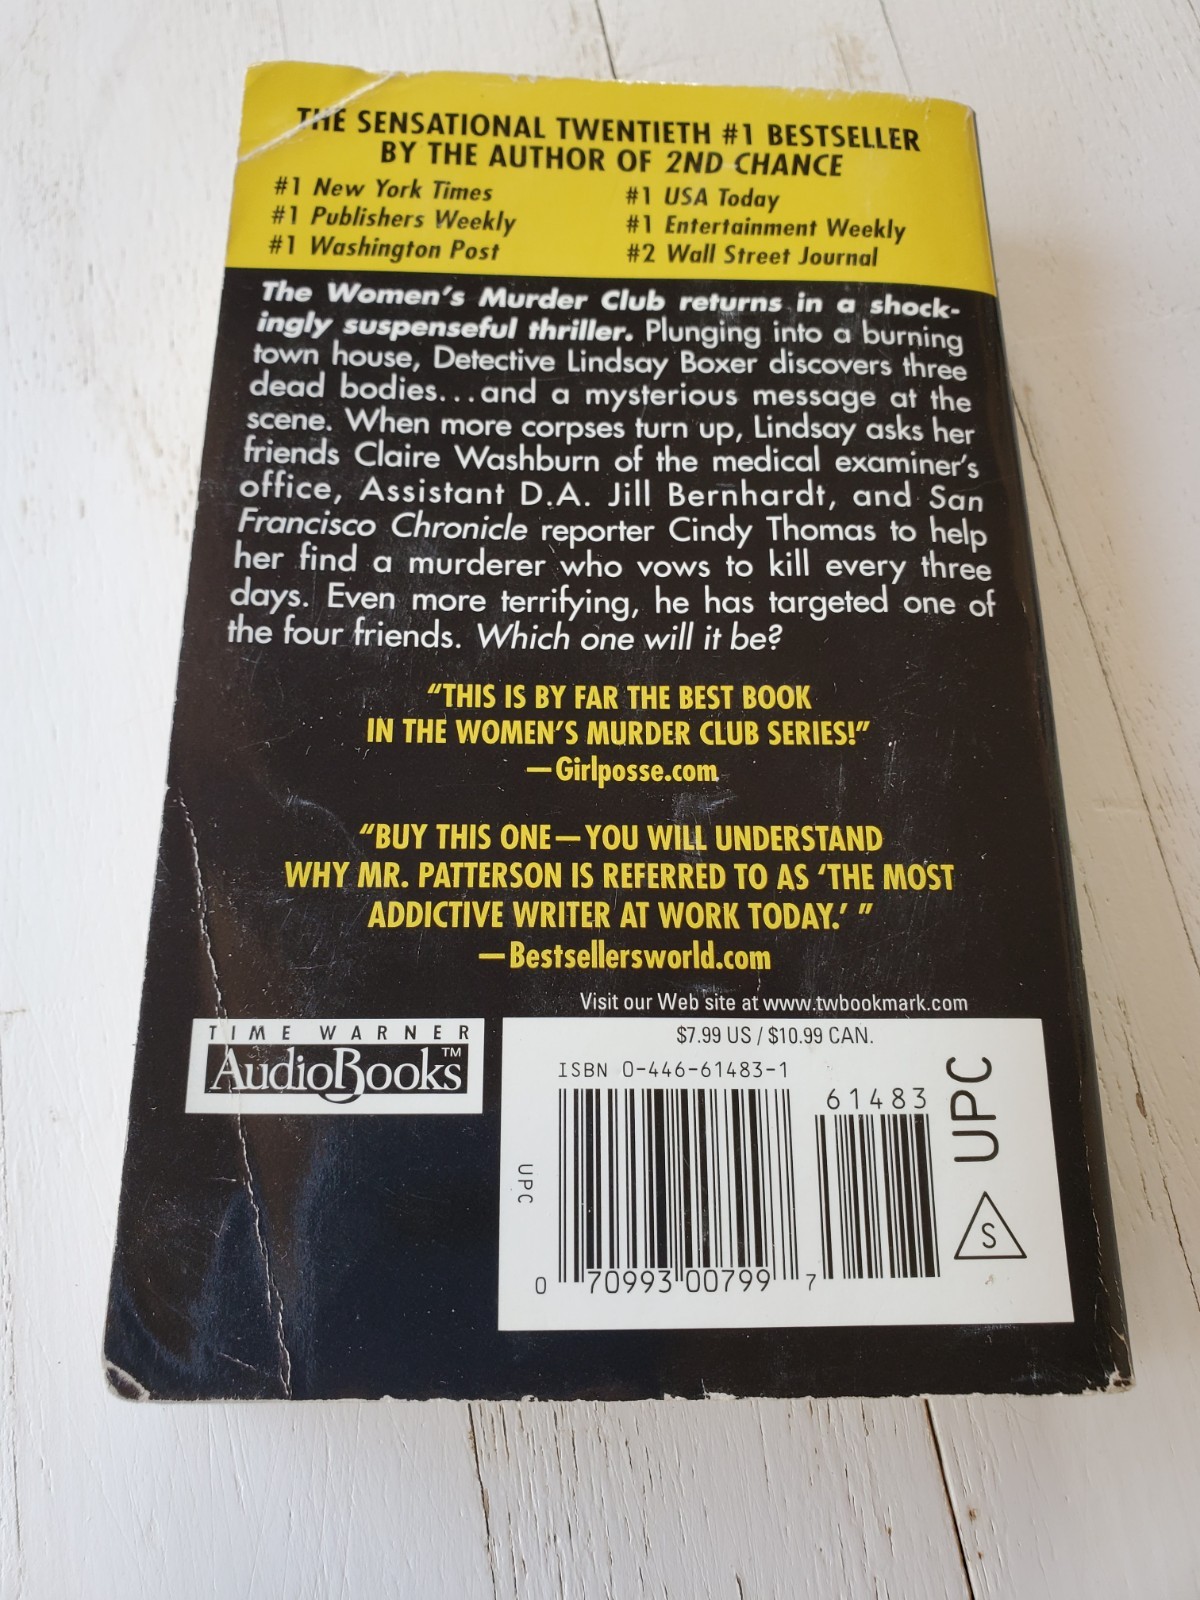 THE SENSATIONAL TWENTIETH #1 BESTSELLER
BY THE AUTHOR OF 2ND CHANCE
#1 New York Times
#1 Publishers Weekly
#1 Washington Post
#1 USA Today
#1 Entertainment Weekly
#2 Wall Street Journal
The Women's Murder Club returns in a shock-
ingly suspenseful thriller. Plunging into a burning
town house, Detective Lindsay Boxer discovers three
dead bodies...and a mysterious message at the
scene. When more corpses turn up, Lindsay asks her
friends Claire Washburn of the medical examiner's
office, Assistant D.A. Jill Bernhardt, and San
Francisco Chronicle reporter Cindy Thomas to help
her find a murderer who vows to kill every three
days. Even more terrifying, he has targeted one of
the four friends. Which one will it be?
"THIS IS BY FAR THE BEST BOOK
IN THE WOMEN'S MURDER CLUB SERIES!"
—Girlposse.com
"BUY THIS ONE—YOU WILL UNDERSTAND
WHY MR. PATTERSON IS REFERRED TO AS 'THE MOST
ADDICTIVE WRITER AT WORK TODAY.' "
—Bestsellersworld.com
Visit our Web site at www.twbookmark.com
TIME WARNER
AudioBooks™
$7.99 US / $10.99 CAN.
ISBN 0-446-61483-1
61483
UPC
UPC
S
0 70993 00799 7